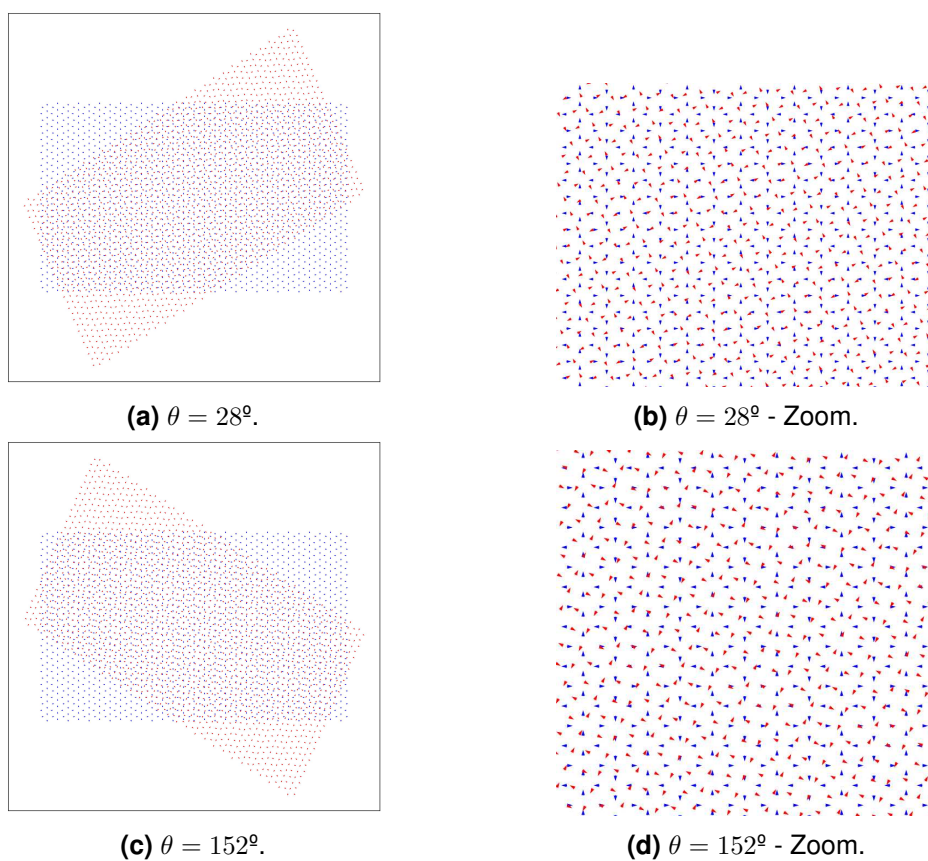 (a) θ = 28º.
(b) θ = 28º - Zoom.
(c) θ = 152º.
(d) θ = 152º - Zoom.